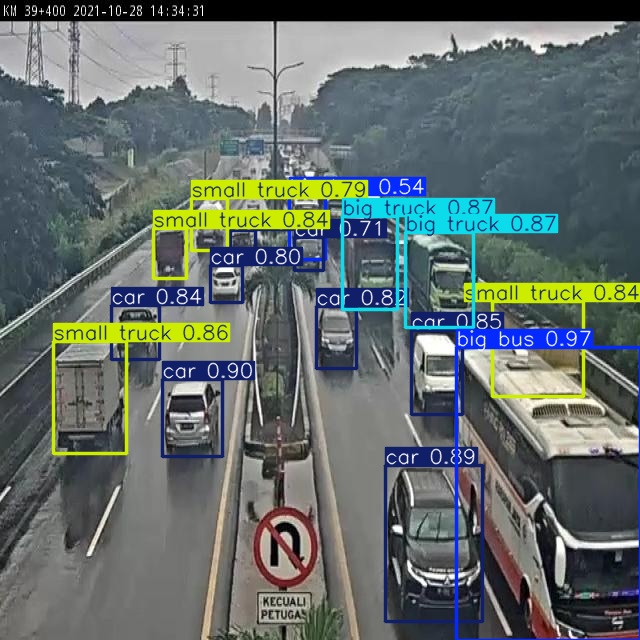 KM 39+400 2021-10-28 14:34:31
small truck 0.79
0.54
small truck 0.84
car 0.71
big truck 0.87
big truck 0.87
car 0.80
car 0.84
car 0.82
small truck 0.84
car 0.85
small truck 0.86
big bus 0.97
car 0.90
car 0.89
KECUALI
PETUGAS